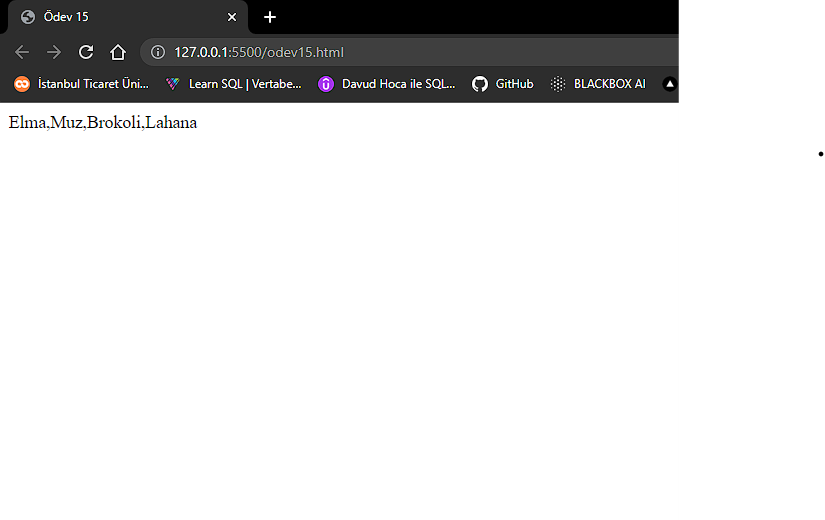 Ödev 15
127.0.0.1:5500/odev15.html
İstanbul Ticaret Üni... Learn SQL | Vertabe... Davud Hoca ile SQL... GitHub BLACKBOX AI
Elma,Muz,Brokoli,Lahana